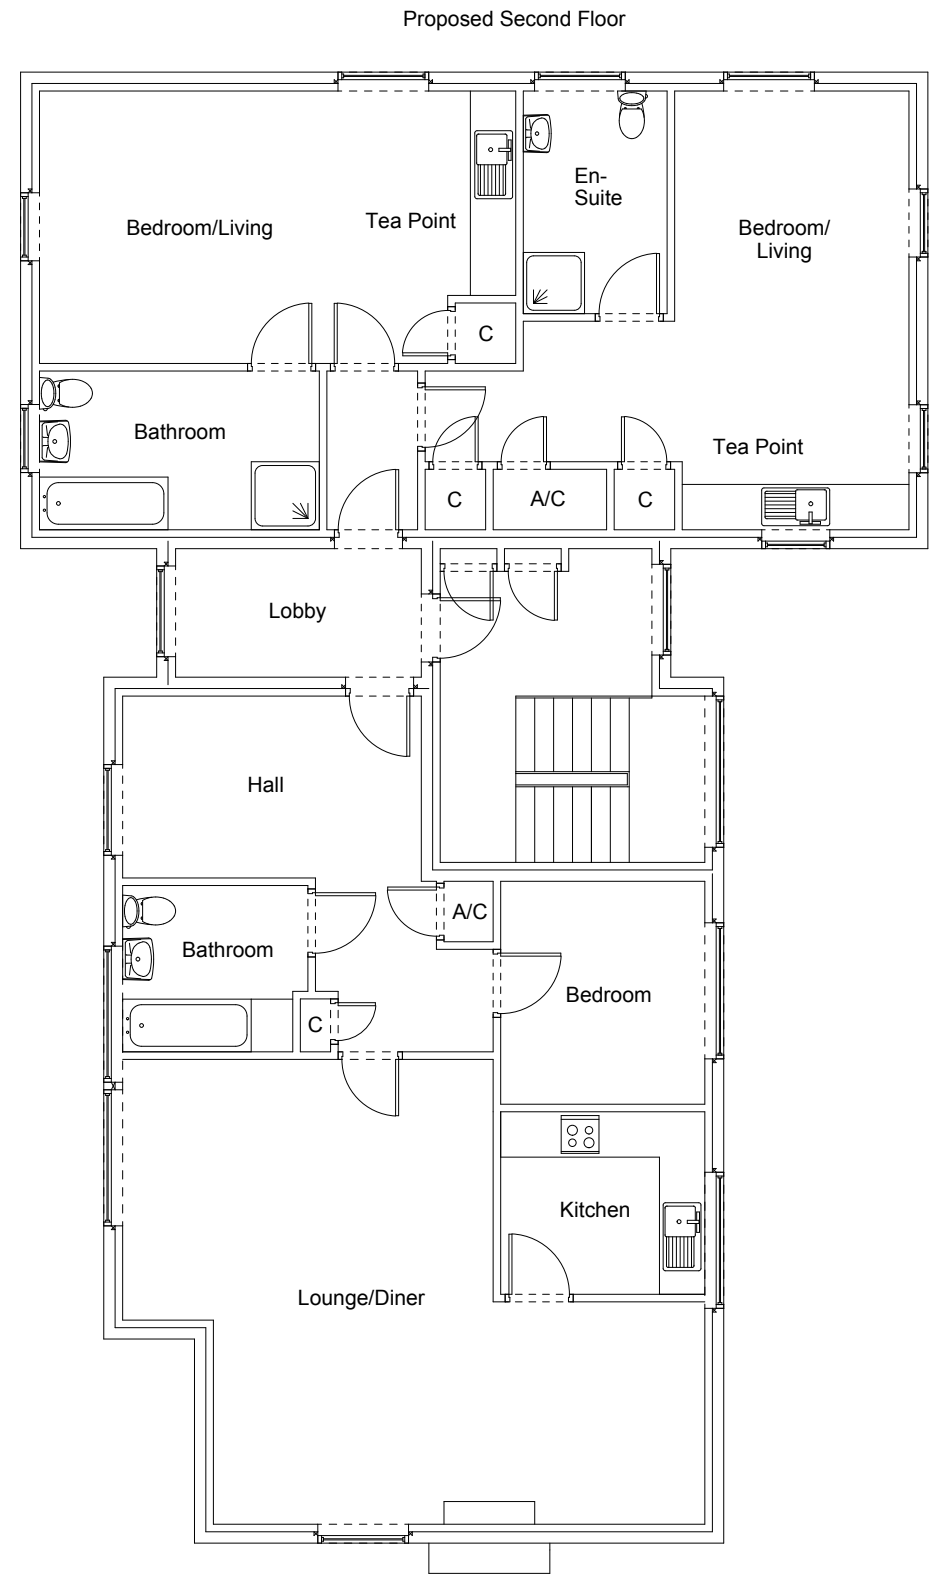 Proposed Second Floor
En-
Suite
Bedroom/Living
Tea Point
Bedroom/
Living
C
Bathroom
Tea Point
C
A/C
C
Lobby
Hall
A/C
Bathroom
Bedroom
C
Kitchen
Lounge/Diner